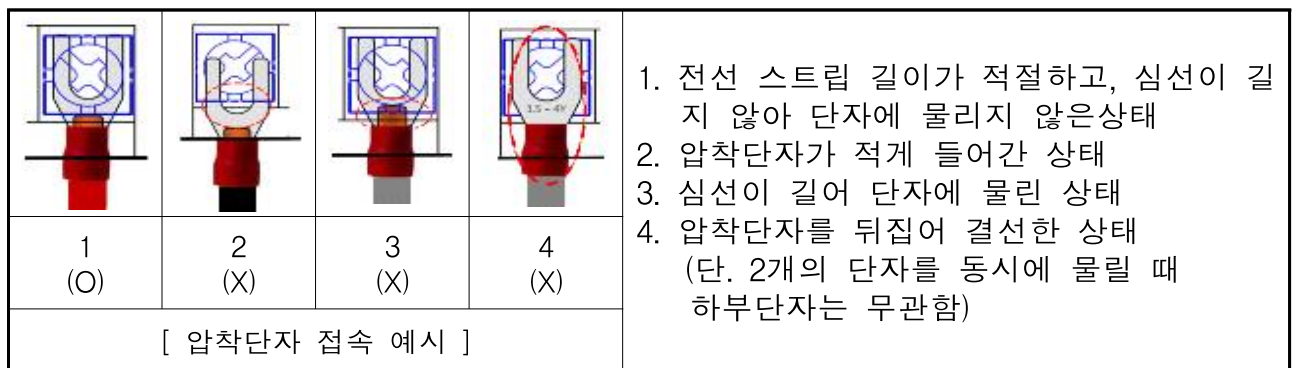 1.5 - 4Y
1
(O)
2
(X)
3
(X)
4
(X)
[ 압착단자 접속 예시 ]
1. 전선 스트립 길이가 적절하고, 심선이 길
지 않아 단자에 물리지 않은상태
2. 압착단자가 적게 들어간 상태
3. 심선이 길어 단자에 물린 상태
4. 압착단자를 뒤집어 결선한 상태
(단. 2개의 단자를 동시에 물릴 때
하부단자는 무관함)